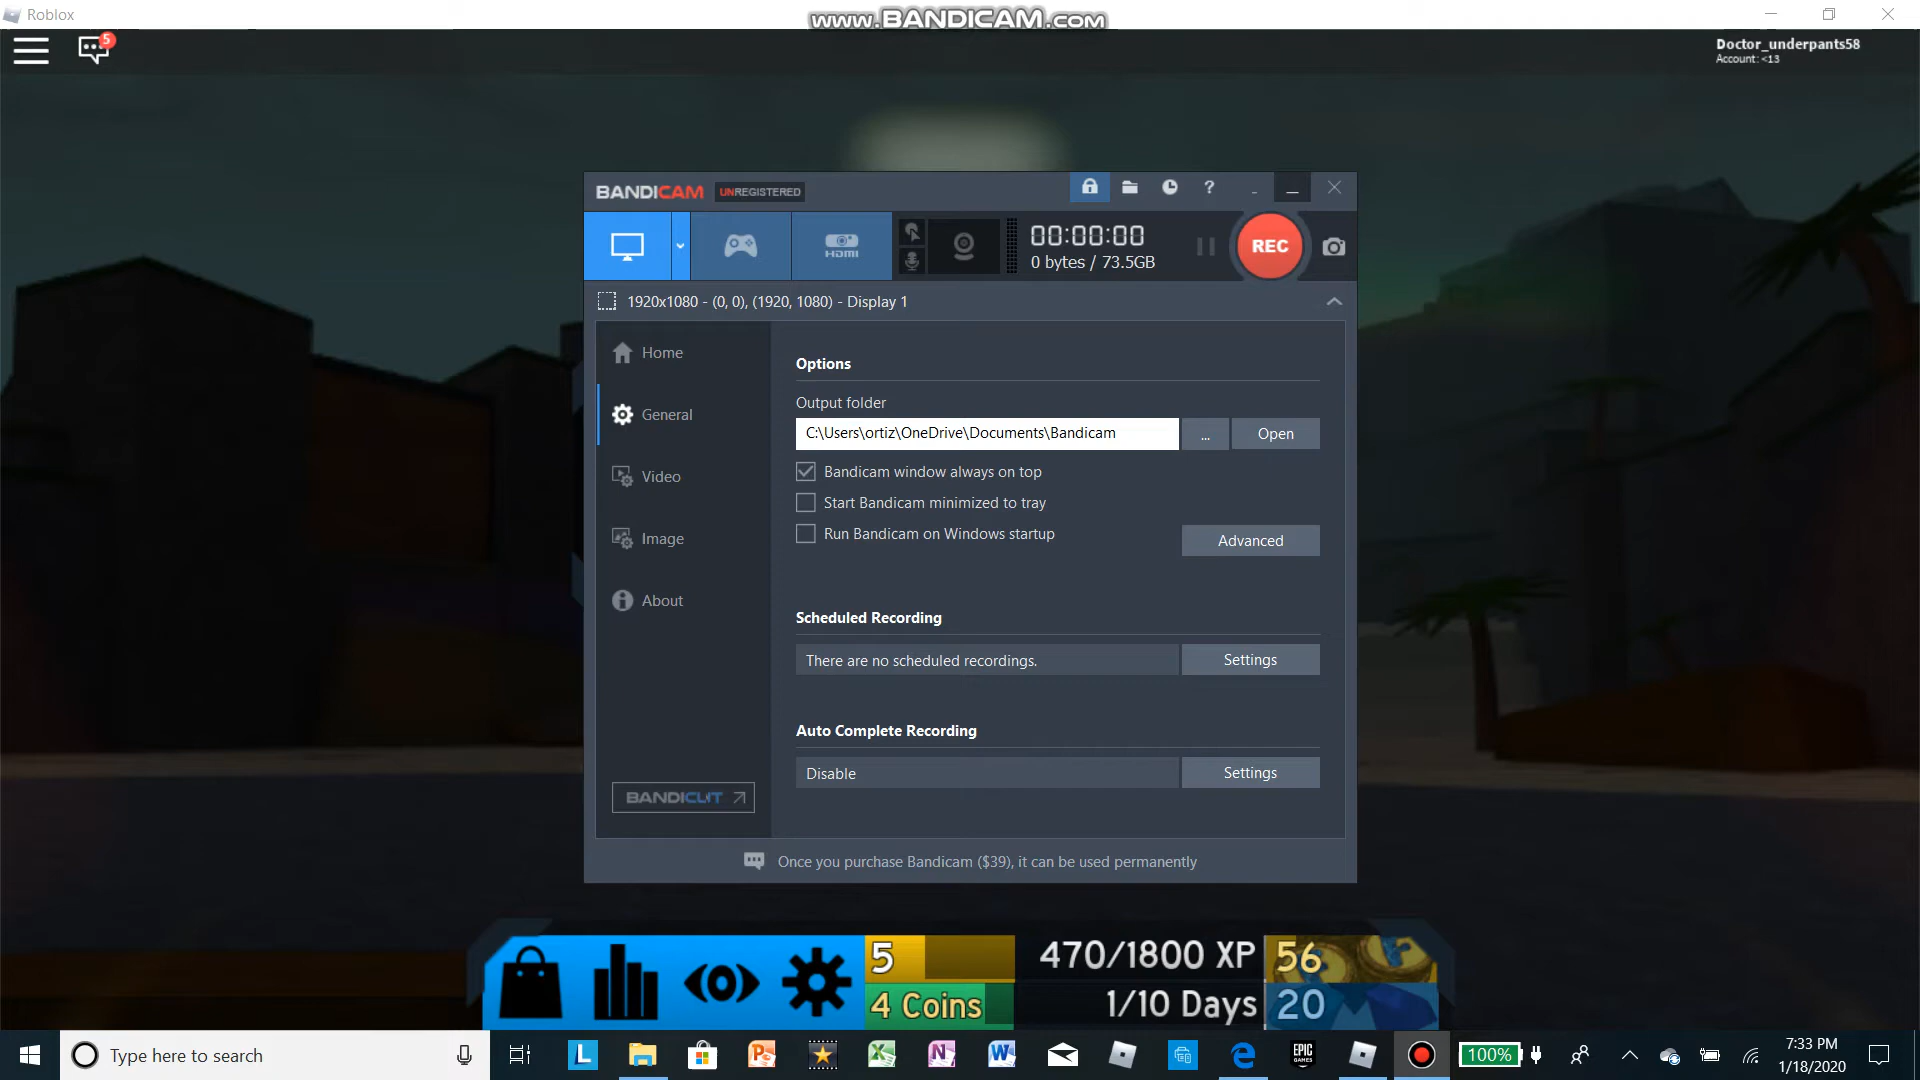 Roblox
www.BANDICAM.com
5
Doctor_underpants58
Account: <13
BANDICAM UNREGISTERED
?
HDMI
00:00:00
0 bytes / 73.5GB
REC
1920x1080 - (0, 0), (1920, 1080) - Display 1
Home
General
Video
Image
About
BANDICUT
Options
Output folder
C:\Users\ortiz\OneDrive\Documents\Bandicam
...
Open
Bandicam window always on top
Start Bandicam minimized to tray
Run Bandicam on Windows startup
Advanced
Scheduled Recording
There are no scheduled recordings.
Settings
Auto Complete Recording
Disable
Settings
Once you purchase Bandicam ($39), it can be used permanently
5
470/1800 XP
56
4 Coins
1/10 Days
20
Type here to search
L
EPIC GAMES
100%
7:33 PM
1/18/2020